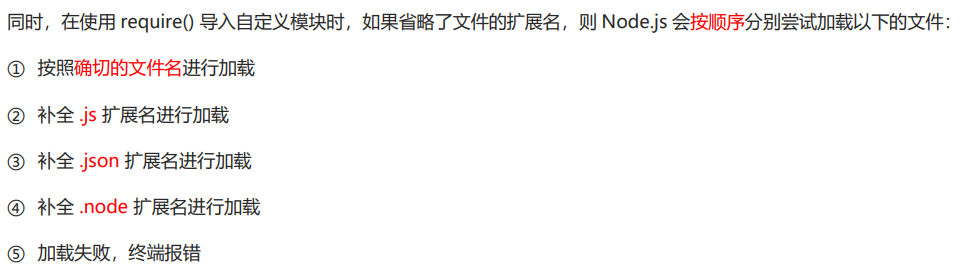 同时，在使用 require() 导入自定义模块时，如果省略了文件的扩展名，则 Node.js 会按顺序分别尝试加载以下的文件：
① 按照确切的文件名进行加载
② 补全 .js 扩展名进行加载
③ 补全 .json 扩展名进行加载
④ 补全 .node 扩展名进行加载
⑤ 加载失败，终端报错